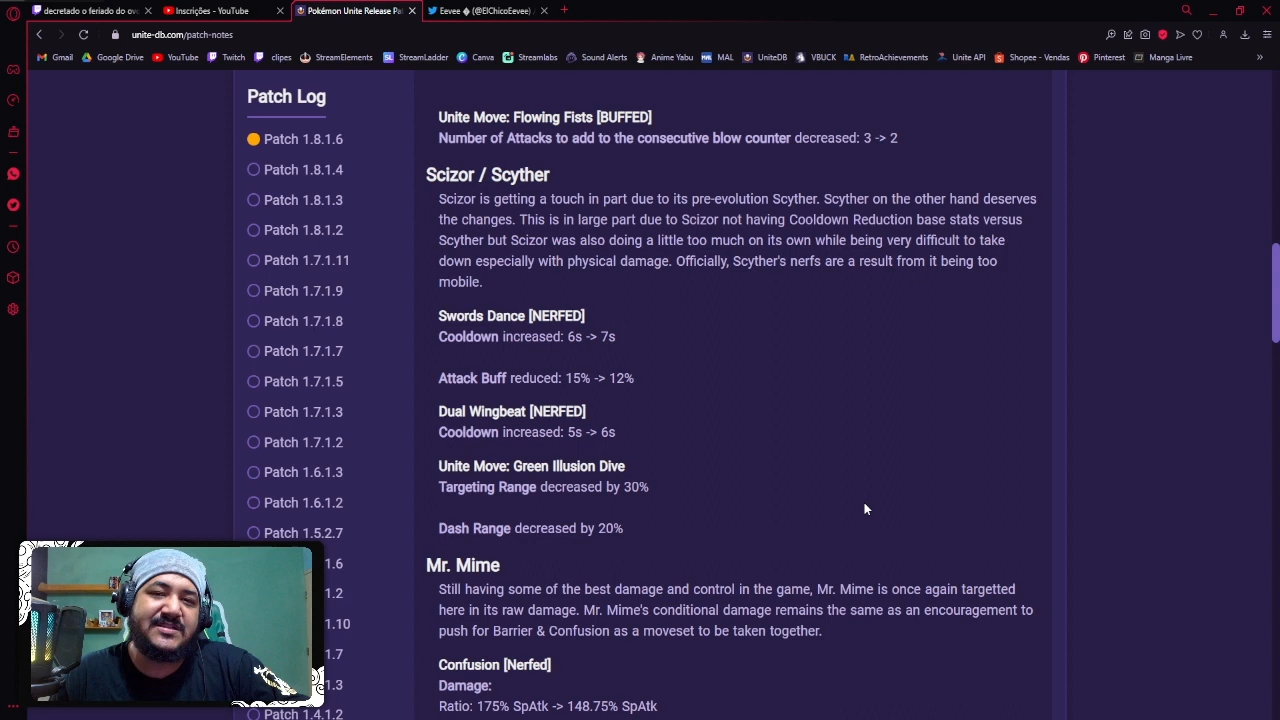 decretado o feriado do ovo
Inscrições - YouTube
Pokémon Unite Release Pat
Eevee ♦ (@ElChicoEevee)
unite-db.com/patch-notes
Gmail
Google Drive
YouTube
Twitch
clipes
StreamElements
StreamLadder
Canva
Streamlabs
Sound Alerts
Anime Yabu
MAL
UniteDB
VBUCK
RetroAchievements
Unite API
Shopee - Vendas
Pinterest
Manga Livre
Patch Log
Patch 1.8.1.6
Patch 1.8.1.4
Patch 1.8.1.3
Patch 1.8.1.2
Patch 1.7.1.11
Patch 1.7.1.9
Patch 1.7.1.8
Patch 1.7.1.7
Patch 1.7.1.5
Patch 1.7.1.3
Patch 1.7.1.2
Patch 1.6.1.3
Patch 1.6.1.2
Patch 1.5.2.7
1.6
1.2
1.10
1.7
1.3
Patch 1.4.1.2
Unite Move: Flowing Fists [BUFFED]
Number of Attacks to add to the consecutive blow counter decreased: 3 -> 2
Scizor / Scyther
Scizor is getting a touch in part due to its pre-evolution Scyther. Scyther on the other hand deserves
the changes. This is in large part due to Scizor not having Cooldown Reduction base stats versus
Scyther but Scizor was also doing a little too much on its own while being very difficult to take
down especially with physical damage. Officially, Scyther's nerfs are a result from it being too
mobile.
Swords Dance [NERFED]
Cooldown increased: 6s -> 7s
Attack Buff reduced: 15% -> 12%
Dual Wingbeat [NERFED]
Cooldown increased: 5s -> 6s
Unite Move: Green Illusion Dive
Targeting Range decreased by 30%
Dash Range decreased by 20%
Mr. Mime
Still having some of the best damage and control in the game, Mr. Mime is once again targetted
here in its raw damage. Mr. Mime's conditional damage remains the same as an encouragement to
push for Barrier & Confusion as a moveset to be taken together.
Confusion [Nerfed]
Damage:
Ratio: 175% SpAtk -> 148.75% SpAtk